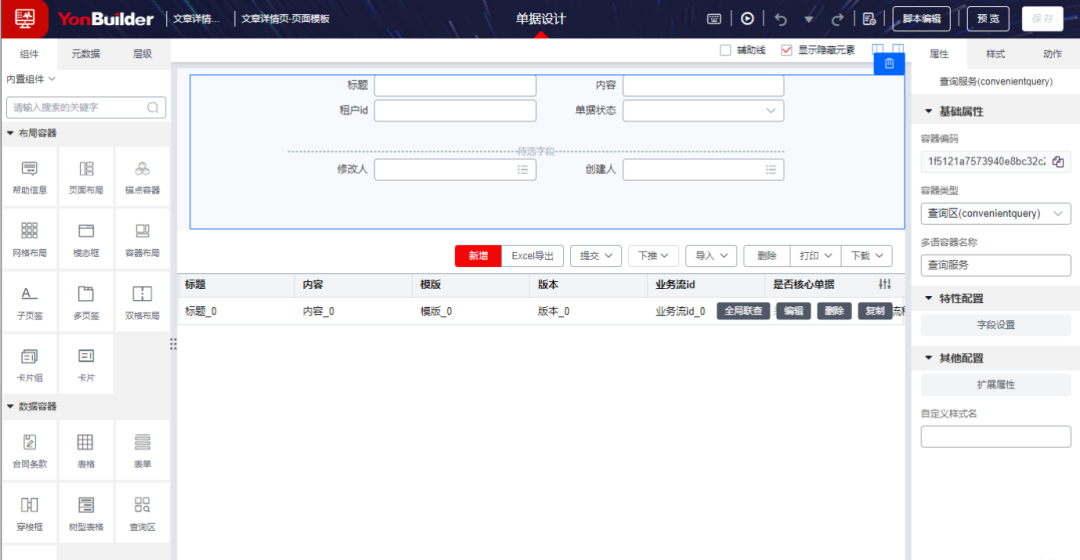 YonBuilder 文章详情... 文章详情页-页面模板 单据设计 脚本编辑 预览 保存
组件 元数据 层级
内置组件
请输入搜索的关键字
布局容器
帮助信息 页面布局 锚点容器
网格布局 模态框 容器布局
子页签 多页签 双格布局
卡片组 卡片
数据容器
合同条款 表格 表单
穿梭框 树型表格 查询区
辅助线 显示隐藏元素
标题 内容
租户id 单据状态
待选字段
修改人 创建人
新增 Excel导出 提交 下推 导入 删除 打印 下载
标题 内容 模版 版本 业务流id 是否核心单据
标题_0 内容_0 模版_0 版本_0 业务流id_0 全局联查 编辑 删除 复制
属性 样式 动作
查询服务(convenientquery)
基础属性
容器编码
1f5121a7573940e8bc32c2
容器类型
查询区(convenientquery)
多语容器名称
查询服务
特性配置
字段设置
其他配置
扩展属性
自定义样式名